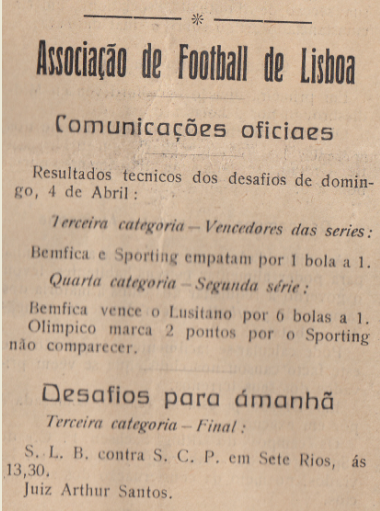 Associação de Football de Lisboa
Comunicações oficiaes
Resultados tecnicos dos desafios de domin-
go, 4 de Abril :
Terceira categoria — Vencedores das series :
Bemfica e Sporting empatam por 1 bola a 1.
Quarta categoria — Segunda série :
Bemfica vence o Lusitano por 6 bolas a 1.
Olimpico marca 2 pontos por o Sporting
não comparecer.
Desafios para ámanhã
Terceira categoria — Final :
S. L. B. contra S. C. P. em Sete Rios, ás
13,30.
Juiz Arthur Santos.